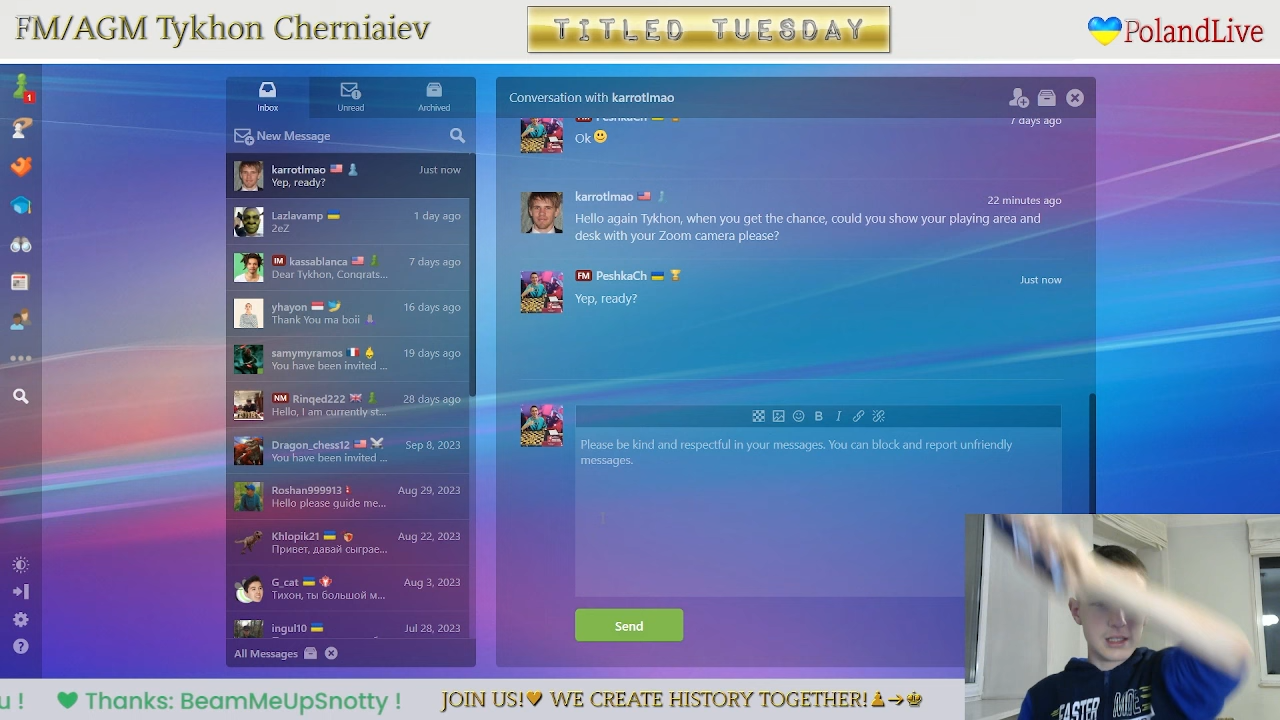 FM/AGM Tykhon Cherniaiev
TITLED TUESDAY
PolandLive
1
Inbox
Unread
Archived
New Message
karrotlmao
Just now
Yep, ready?
Lazlavamp
1 day ago
2eZ
IM kassablanca
7 days ago
Dear Tykhon, Congrats...
yhayon
16 days ago
Thank You ma boii
samymyramos
19 days ago
You have been invited ...
NM Rinqed222
28 days ago
Hello, I am currently st...
Dragon_chess12
Sep 8, 2023
You have been invited ...
Roshan999913
Aug 29, 2023
Hello please guide me...
Khlopik21
Aug 22, 2023
Привет, давай сыграе...
G_cat
Aug 3, 2023
Тихон, ты большой м...
ingul10
Jul 28, 2023
All Messages
Conversation with karrotlmao
FM PeshkaCh
7 days ago
Ok
karrotlmao
22 minutes ago
Hello again Tykhon, when you get the chance, could you show your playing area and
desk with your Zoom camera please?
FM PeshkaCh
Just now
Yep, ready?
B I
Please be kind and respectful in your messages. You can block and report unfriendly
messages.
Send
FASTER
u !
Thanks: BeamMeUpSnotty !
JOIN US! WE CREATE HISTORY TOGETHER!